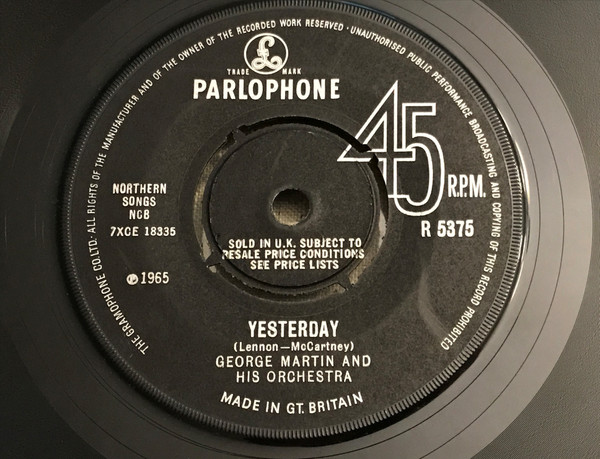 THE GRAMOPHONE CO.LTD. ALL RIGHTS OF THE MANUFACTURER AND OF THE OWNER OF THE RECORDED WORK RESERVED · UNAUTHORISED PUBLIC PERFORMANCE BROADCASTING AND COPYING OF THIS RECORD PROHIBITED
£
TRADE MARK
PARLOPHONE
45 R.P.M.
R 5375
NORTHERN
SONGS
NCB
7XCE 18335
℗1965
SOLD IN U.K. SUBJECT TO
RESALE PRICE CONDITIONS
SEE PRICE LISTS
YESTERDAY
(Lennon—McCartney)
GEORGE MARTIN AND
HIS ORCHESTRA
MADE IN GT. BRITAIN